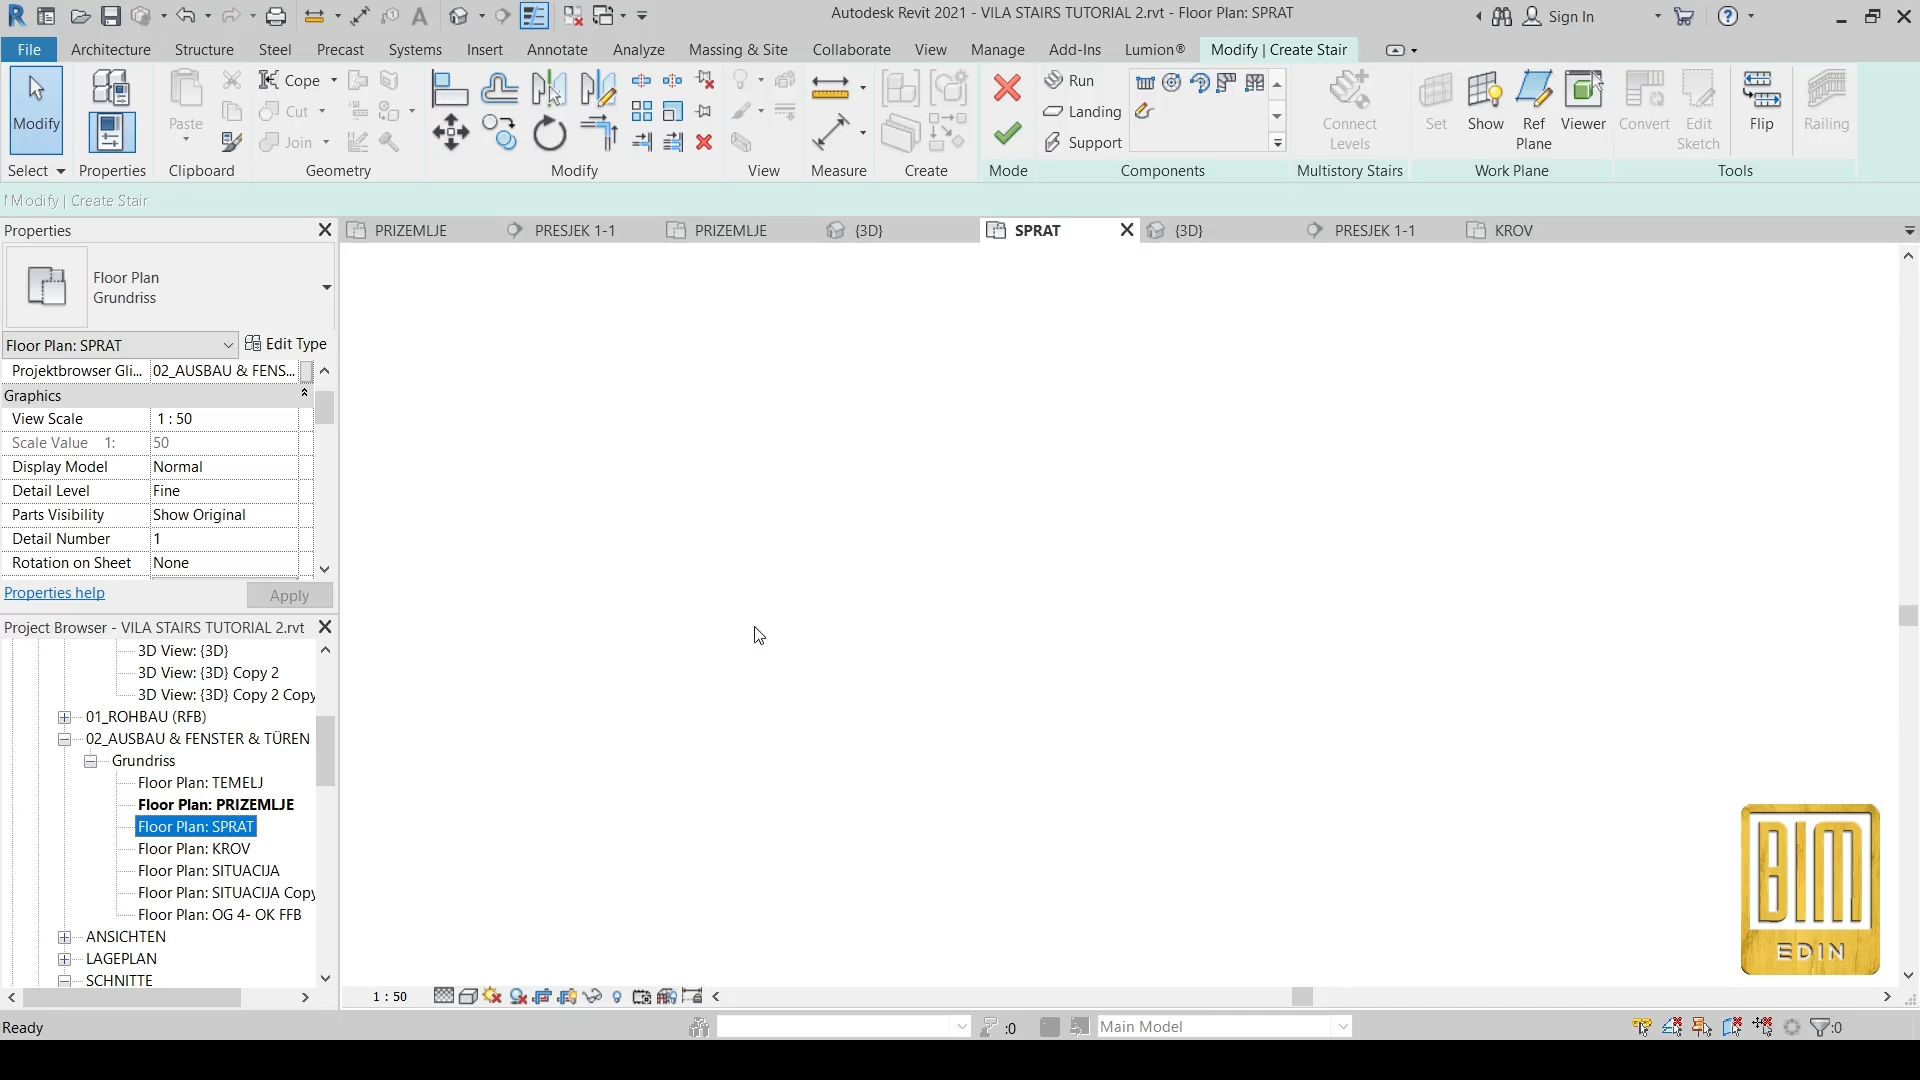 Autodesk Revit 2021 - VILA STAIRS TUTORIAL 2.rvt - Floor Plan: SPRAT
Sign In
File Architecture Structure Steel Precast Systems Insert Annotate Analyze Massing & Site Collaborate View Manage Add-Ins Lumion® Modify | Create Stair
Modify
Paste
Cope
Cut
Join
Run
Landing
Support
Connect
Levels
Set
Show
Ref
Plane
Viewer
Convert
Edit
Sketch
Flip
Railing
Select Properties Clipboard Geometry Modify View Measure Create Mode Components Multistory Stairs Work Plane Tools
Modify | Create Stair
Properties
PRIZEMLJE PRESJEK 1-1 PRIZEMLJE {3D} SPRAT {3D} PRESJEK 1-1 KROV
Floor Plan
Grundriss
Floor Plan: SPRAT Edit Type
Projektbrowser Gli... 02_AUSBAU & FENS...
Graphics
View Scale 1 : 50
Scale Value 1: 50
Display Model Normal
Detail Level Fine
Parts Visibility Show Original
Detail Number 1
Rotation on Sheet None
Properties help Apply
Project Browser - VILA STAIRS TUTORIAL 2.rvt
3D View: {3D}
3D View: {3D} Copy 2
3D View: {3D} Copy 2 Copy
01_ROHBAU (RFB)
02_AUSBAU & FENSTER & TÜREN
Grundriss
Floor Plan: TEMELJ
Floor Plan: PRIZEMLJE
Floor Plan: SPRAT
Floor Plan: KROV
Floor Plan: SITUACIJA
Floor Plan: SITUACIJA Copy
Floor Plan: OG 4- OK FFB
ANSICHTEN
LAGEPLAN
SCHNITTE
BIM
EDIN
1 : 50
Ready
:0
Main Model
:0